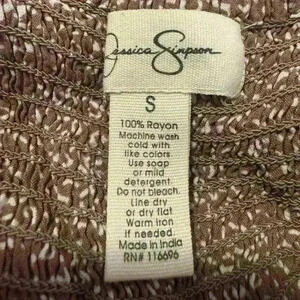 Jessica Simpson
S
100% Rayon
Machine wash
cold with
like colors.
Use soap
or mild
detergent.
Do not bleach.
Line dry
or dry flat
Warm iron
if needed.
Made in India
RN# 116696